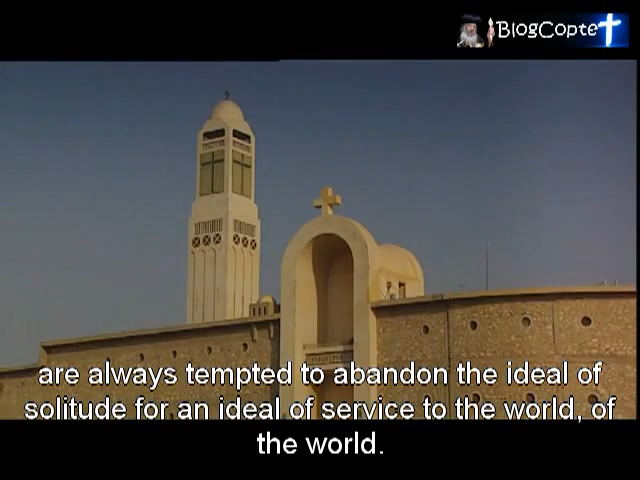 BlogCopte
are always tempted to abandon the ideal of
solitude for an ideal of service to the world, of
the world.